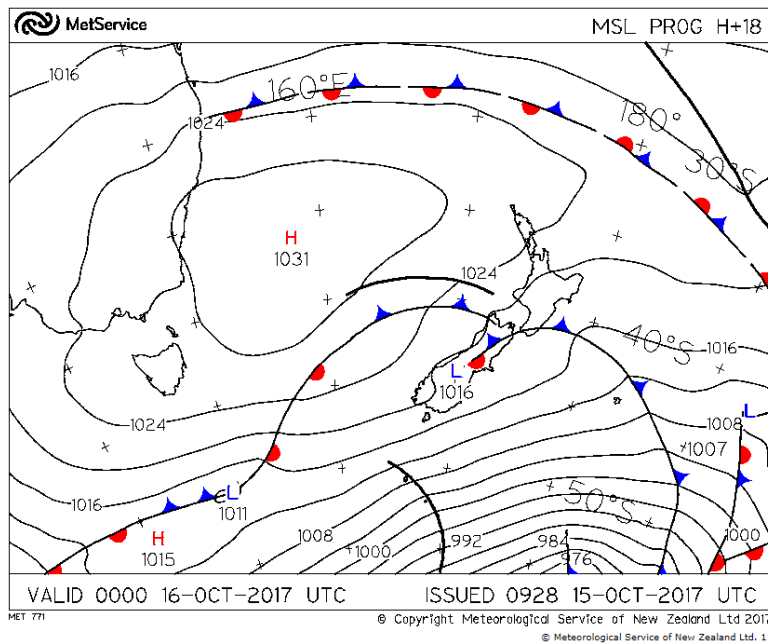 MetService MSL PROG H+18
1016
160°E
180°
1024
30°S
H
1031
1024
40°S
1016
L
1016
L
1024
1008
1007
1016
L
1011
50°S
1008
H
1015
1000
992
984
976
1000
VALID 0000 16-OCT-2017 UTC ISSUED 0928 15-OCT-2017 UTC
MET 771
© Copyright Meteorological Service of New Zealand Ltd 2017
© Meteorological Service of New Zealand Ltd. 1